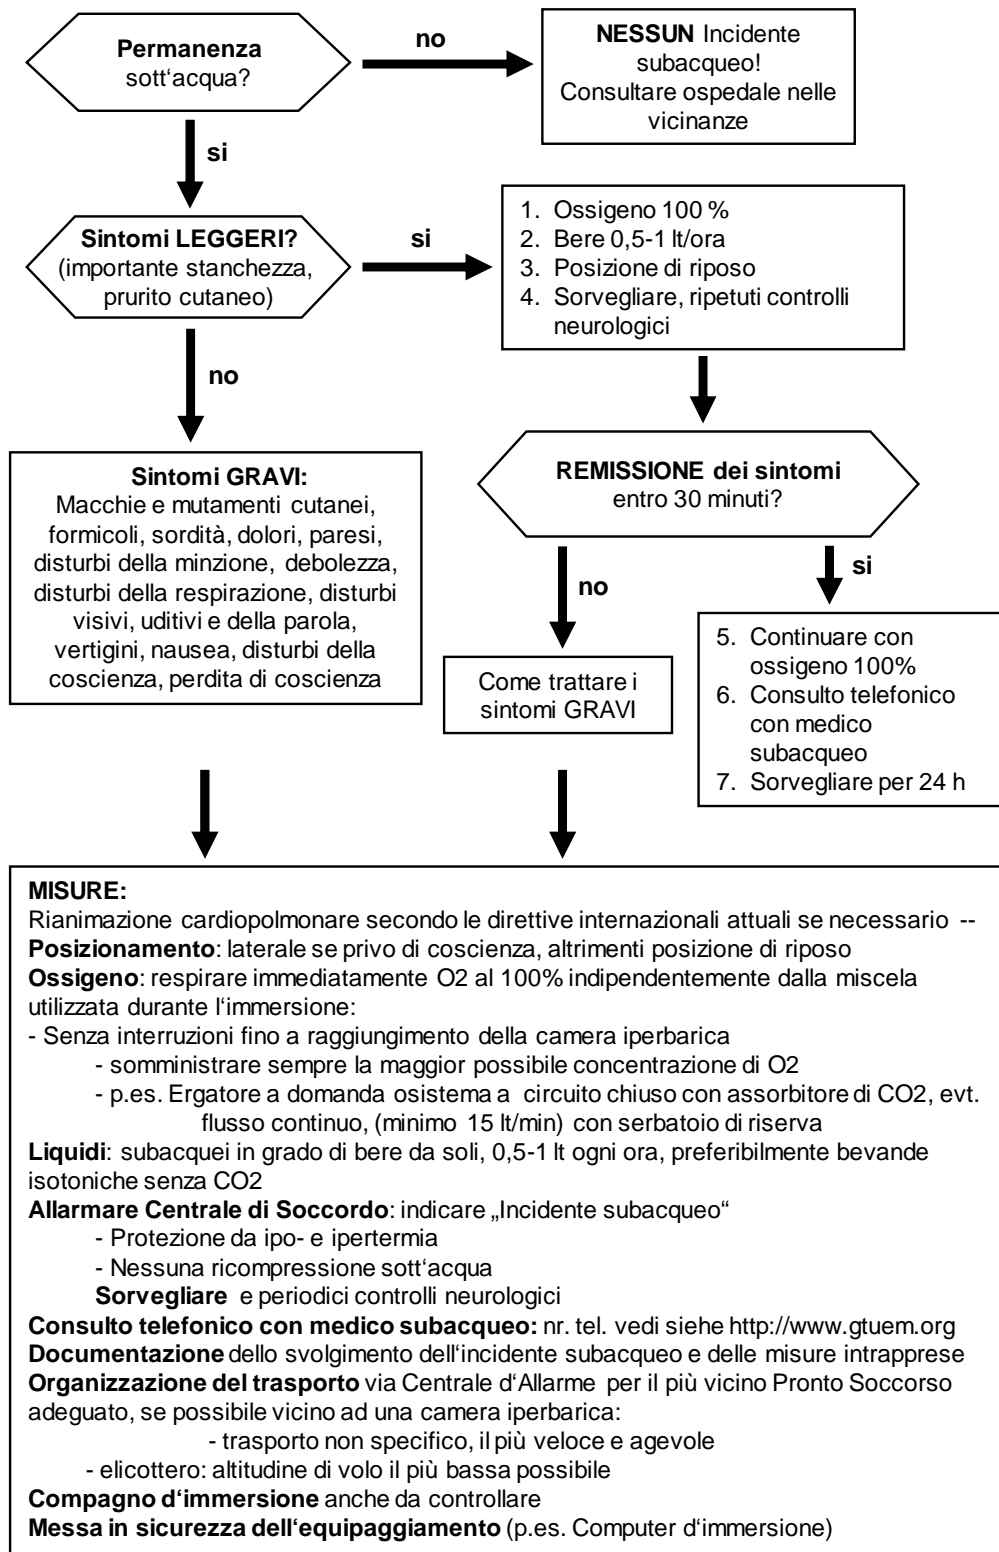 Permanenza
sott‘acqua?
no
NESSUN Incidente
subacqueo!
Consultare ospedale nelle
vicinanze
si
Sintomi LEGGERI?
(importante stanchezza,
prurito cutaneo)
si
1. Ossigeno 100 %
2. Bere 0,5-1 lt/ora
3. Posizione di riposo
4. Sorvegliare, ripetuti controlli
neurologici
no
Sintomi GRAVI:
Macchie e mutamenti cutanei,
formicoli, sordità, dolori, paresi,
disturbi della minzione, debolezza,
disturbi della respirazione, disturbi
visivi, uditivi e della parola,
vertigini, nausea, disturbi della
coscienza, perdita di coscienza
REMISSIONE dei sintomi
entro 30 minuti?
no
si
Come trattare i
sintomi GRAVI
5. Continuare con
ossigeno 100%
6. Consulto telefonico
con medico
subacqueo
7. Sorvegliare per 24 h
MISURE:
Rianimazione cardiopolmonare secondo le direttive internazionali attuali se necessario --
Posizionamento: laterale se privo di coscienza, altrimenti posizione di riposo
Ossigeno: respirare immediatamente O2 al 100% indipendentemente dalla miscela
utilizzata durante l‘immersione:
- Senza interruzioni fino a raggiungimento della camera iperbarica
- somministrare sempre la maggior possibile concentrazione di O2
- p.es. Ergatore a domanda osistema a circuito chiuso con assorbitore di CO2, evt.
flusso continuo, (minimo 15 lt/min) con serbatoio di riserva
Liquidi: subacquei in grado di bere da soli, 0,5-1 lt ogni ora, preferibilmente bevande
isotoniche senza CO2
Allarmare Centrale di Soccordo: indicare „Incidente subacqueo“
- Protezione da ipo- e ipertermia
- Nessuna ricompressione sott‘acqua
Sorvegliare e periodici controlli neurologici
Consulto telefonico con medico subacqueo: nr. tel. vedi siehe http://www.gtuem.org
Documentazione dello svolgimento dell‘incidente subacqueo e delle misure intrapprese
Organizzazione del trasporto via Centrale d‘Allarme per il più vicino Pronto Soccorso
adeguato, se possibile vicino ad una camera iperbarica:
- trasporto non specifico, il più veloce e agevole
- elicottero: altitudine di volo il più bassa possibile
Compagno d‘immersione anche da controllare
Messa in sicurezza dell‘equipaggiamento (p.es. Computer d‘immersione)